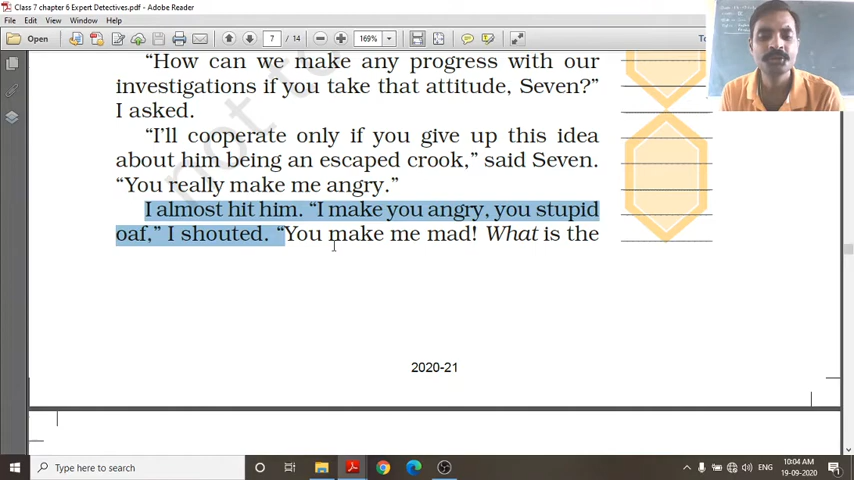 Class 7 chapter 6 Expert Detectives.pdf - Adobe Reader
File Edit View Window Help
Open 7 / 14 169% To
"How can we make any progress with our
investigations if you take that attitude, Seven?"
I asked.
"I'll cooperate only if you give up this idea
about him being an escaped crook," said Seven.
"You really make me angry."
I almost hit him. "I make you angry, you stupid
oaf," I shouted. "You make me mad! What is the
not to
2020-21
Type here to search
ENG
10:04 AM
19-09-2020